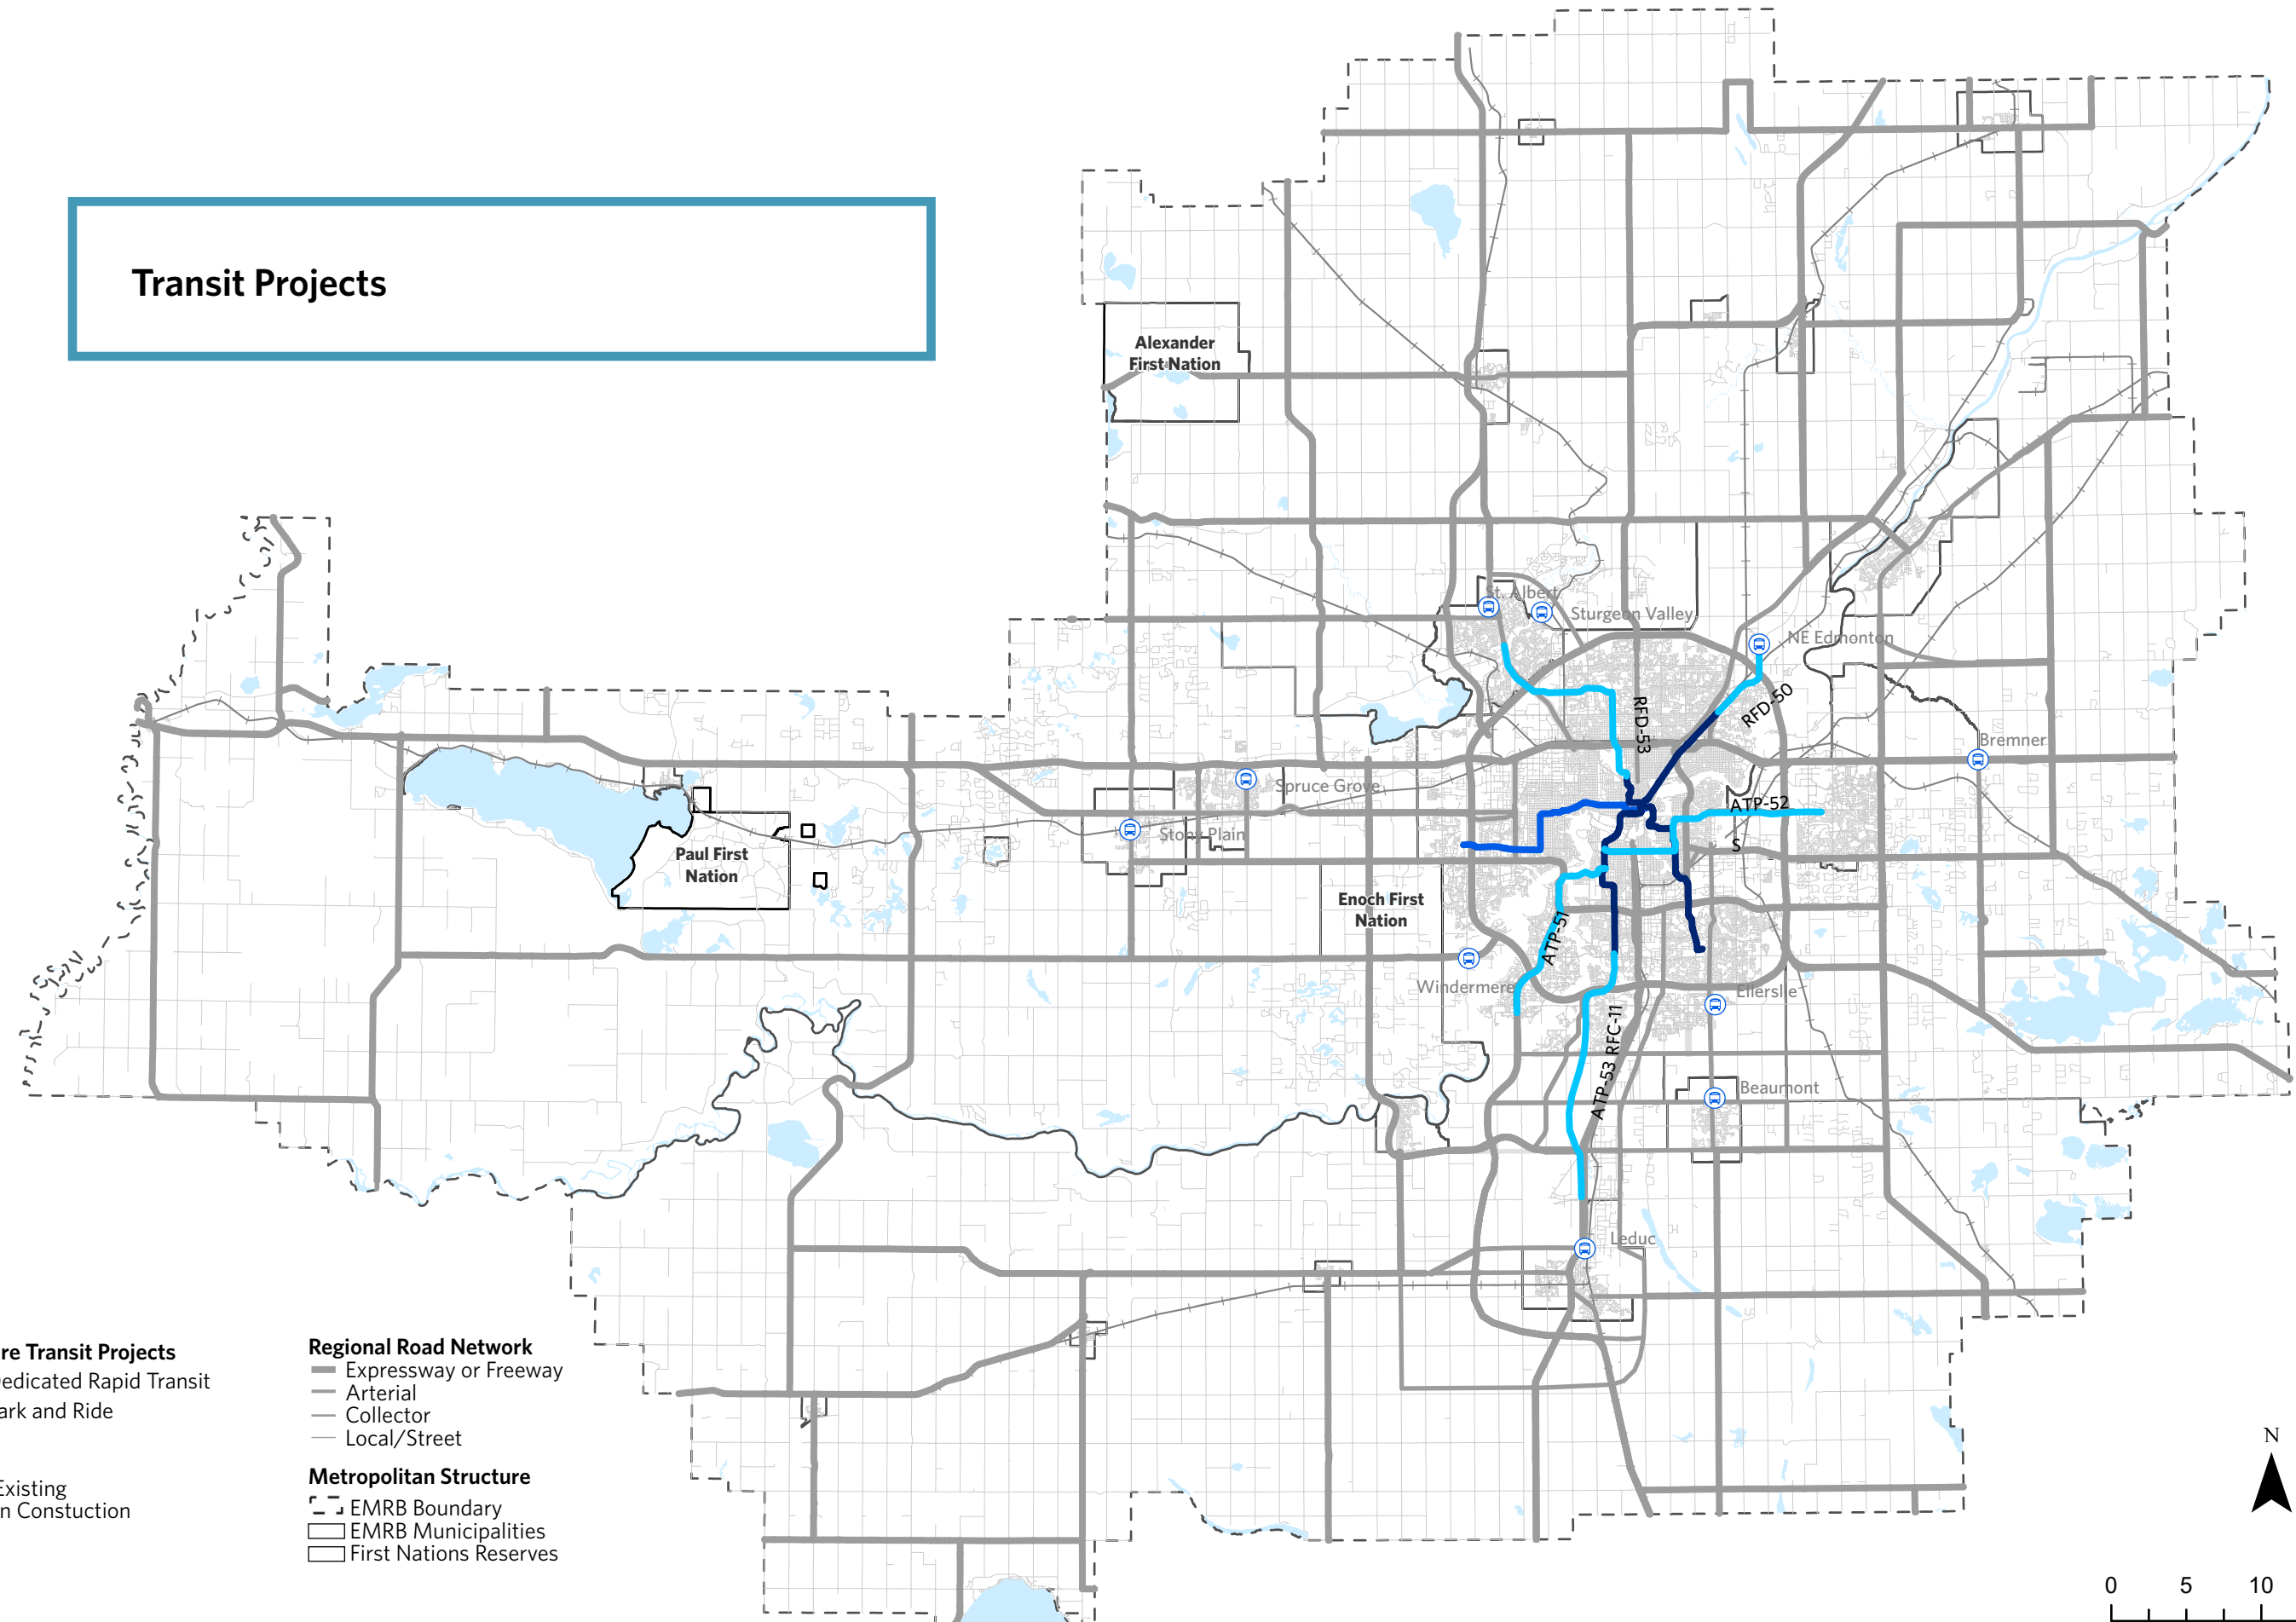 Transit Projects
Alexander
First Nation
St. Albert
Sturgeon Valley
NE Edmonton
RFD-50
RFD-53
Bremner
Spruce Grove
ATP-52
Stony Plain
S
Paul First
Nation
Enoch First
Nation
ATP-51
Windermere
Ellerslie
ATP-53 RFC-11
Beaumont
Leduc
re Transit Projects
edicated Rapid Transit
ark and Ride
Existing
n Constuction
Regional Road Network
Expressway or Freeway
Arterial
Collector
Local/Street
Metropolitan Structure
EMRB Boundary
EMRB Municipalities
First Nations Reserves
N
0 5 10